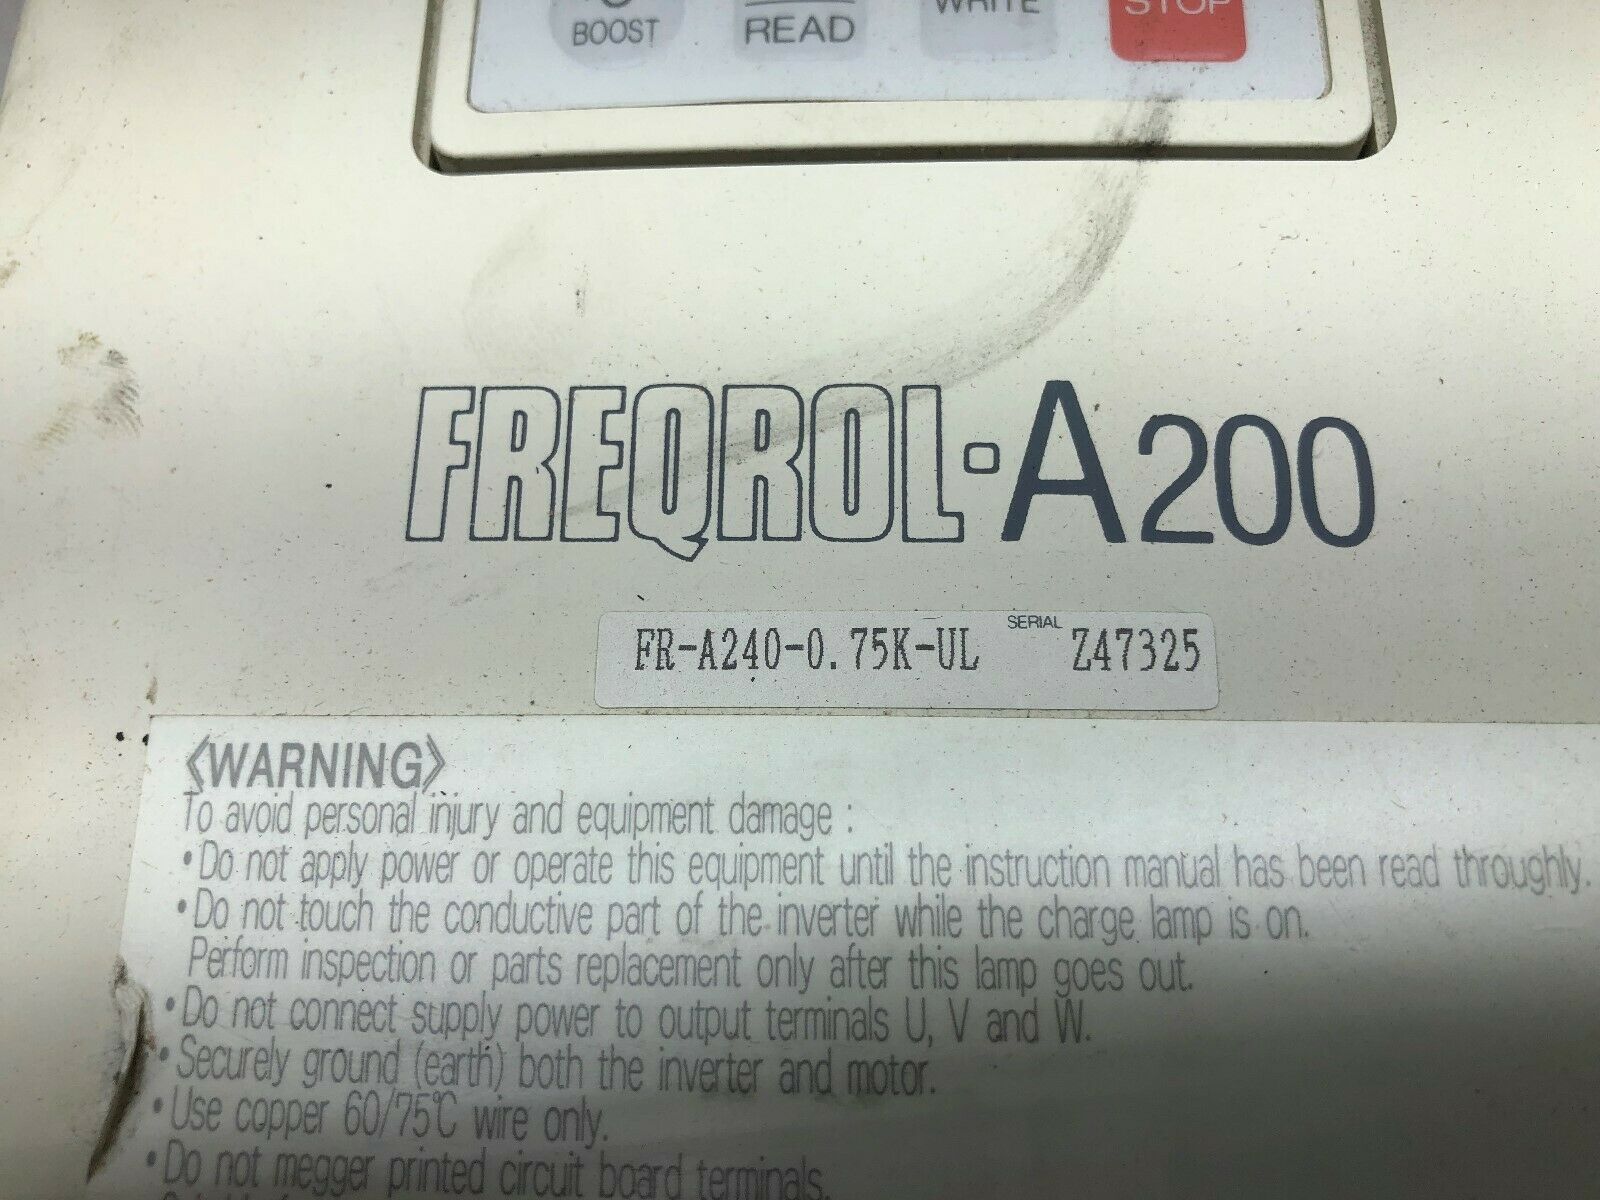 BOOST READ WRITE STOP
FREQROL-A200
FR-A240-0.75K-UL SERIAL Z47325
〈WARNING〉
To avoid personal injury and equipment damage :
•Do not apply power or operate this equipment until the instruction manual has been read throughly.
•Do not touch the conductive part of the inverter while the charge lamp is on.
Perform inspection or parts replacement only after this lamp goes out.
•Do not connect supply power to output terminals U, V and W.
•Securely ground (earth) both the inverter and motor.
•Use copper 60/75℃ wire only.
•Do not megger printed circuit board terminals.